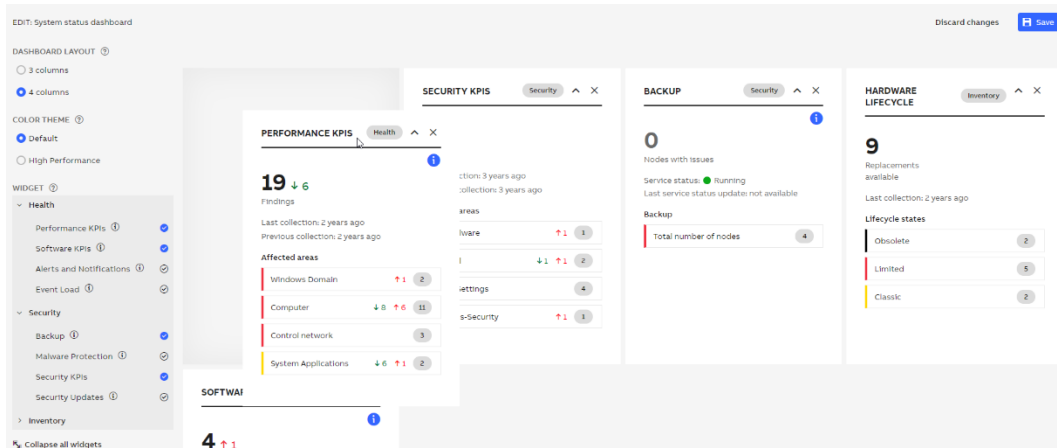 EDIT: System status dashboard
Discard changes
Save
DASHBOARD LAYOUT
3 columns
4 columns
COLOR THEME
Default
High Performance
WIDGET
Health
Performance KPIs
Software KPIs
Alerts and Notifications
Event Load
Security
Backup
Malware Protection
Security KPIs
Security Updates
Inventory
Collapse all widgets
PERFORMANCE KPIS
Health
19 ↓ 6
Findings
Last collection: 2 years ago
Previous collection: 2 years ago
Affected areas
Windows Domain ↑ 1 2
Computer ↓ 8 ↑ 6 11
Control network 3
System Applications ↓ 6 ↑ 1 2
SECURITY KPIS
Security
ction: 3 years ago
collection: 3 years ago
areas
ware ↑ 1 1
↓ 1 ↑ 1 2
ettings 4
s-Security ↑ 1 1
BACKUP
Security
0
Nodes with issues
Service status: Running
Last service status update: not available
Backup
Total number of nodes 4
HARDWARE
LIFECYCLE
Inventory
9
Replacements
available
Last collection: 2 years ago
Lifecycle states
Obsolete 2
Limited 5
Classic 2
SOFTWAR
4 ↑ 1